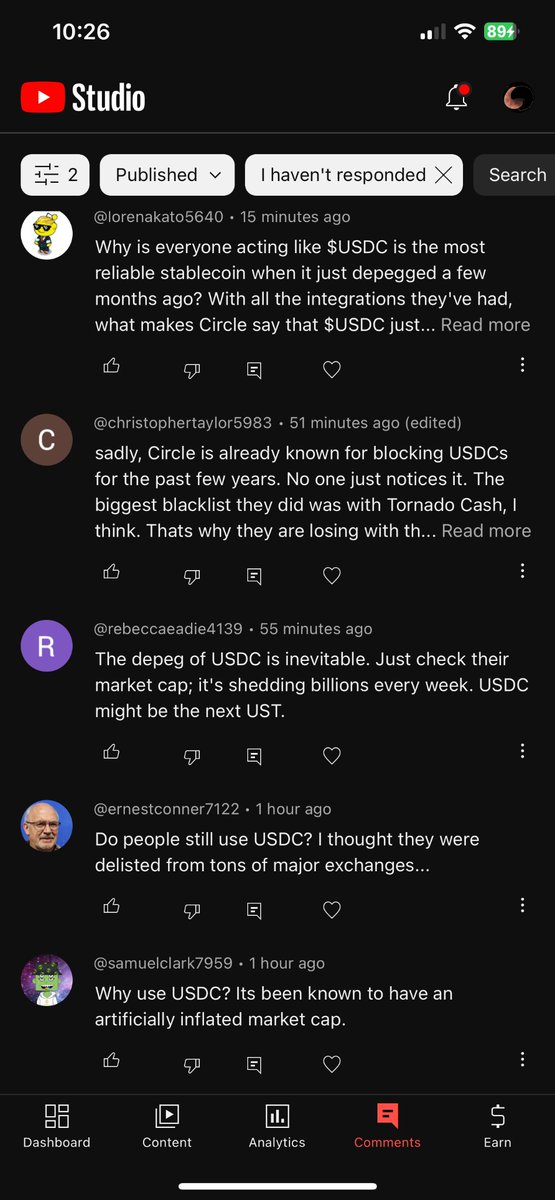 10:26
89
Studio
2
Published
I haven't responded
Search
@lorenakato5640 • 15 minutes ago
Why is everyone acting like $USDC is the most
reliable stablecoin when it just depegged a few
months ago? With all the integrations they've had,
what makes Circle say that $USDC just... Read more
C
@christophertaylor5983 • 51 minutes ago (edited)
sadly, Circle is already known for blocking USDCs
for the past few years. No one just notices it. The
biggest blacklist they did was with Tornado Cash, I
think. Thats why they are losing with th... Read more
R
@rebeccaeadie4139 • 55 minutes ago
The depeg of USDC is inevitable. Just check their
market cap; it's shedding billions every week. USDC
might be the next UST.
@ernestconner7122 • 1 hour ago
Do people still use USDC? I thought they were
delisted from tons of major exchanges...
@samuelclark7959 • 1 hour ago
Why use USDC? Its been known to have an
artificially inflated market cap.
Dashboard
Content
Analytics
Comments
Earn